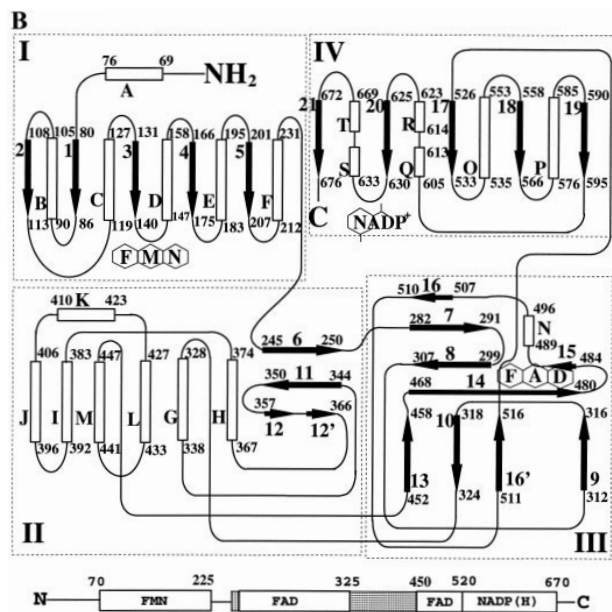 B
I
76 69
NH2
A
108 105 80 127 131 158 166 195 201 231
2 1 3 4 5
B C D E F
113 90 86 119 140 147 175 183 207 212
F M N
IV
672 669 625 623 526 553 558 585 590
21 20 17 18 19
T R 614
S Q 613 O P
676 633 630 605 533 535 566 576 595
C NADP+
II
410 K 423
406 383 447 427 328 374
J I M L G H
396 392 441 433 338 367
245 6 250
350 11 344
357 366
12 12'
III
510 16 507
282 7 291 496
N
307 8 299 489 15 484
F A D
468 14 480
458 10 318 516 316
13 16' 9
452 324 511 312
70 225 325 450 520 670
N FMN FAD FAD NADP(H) C